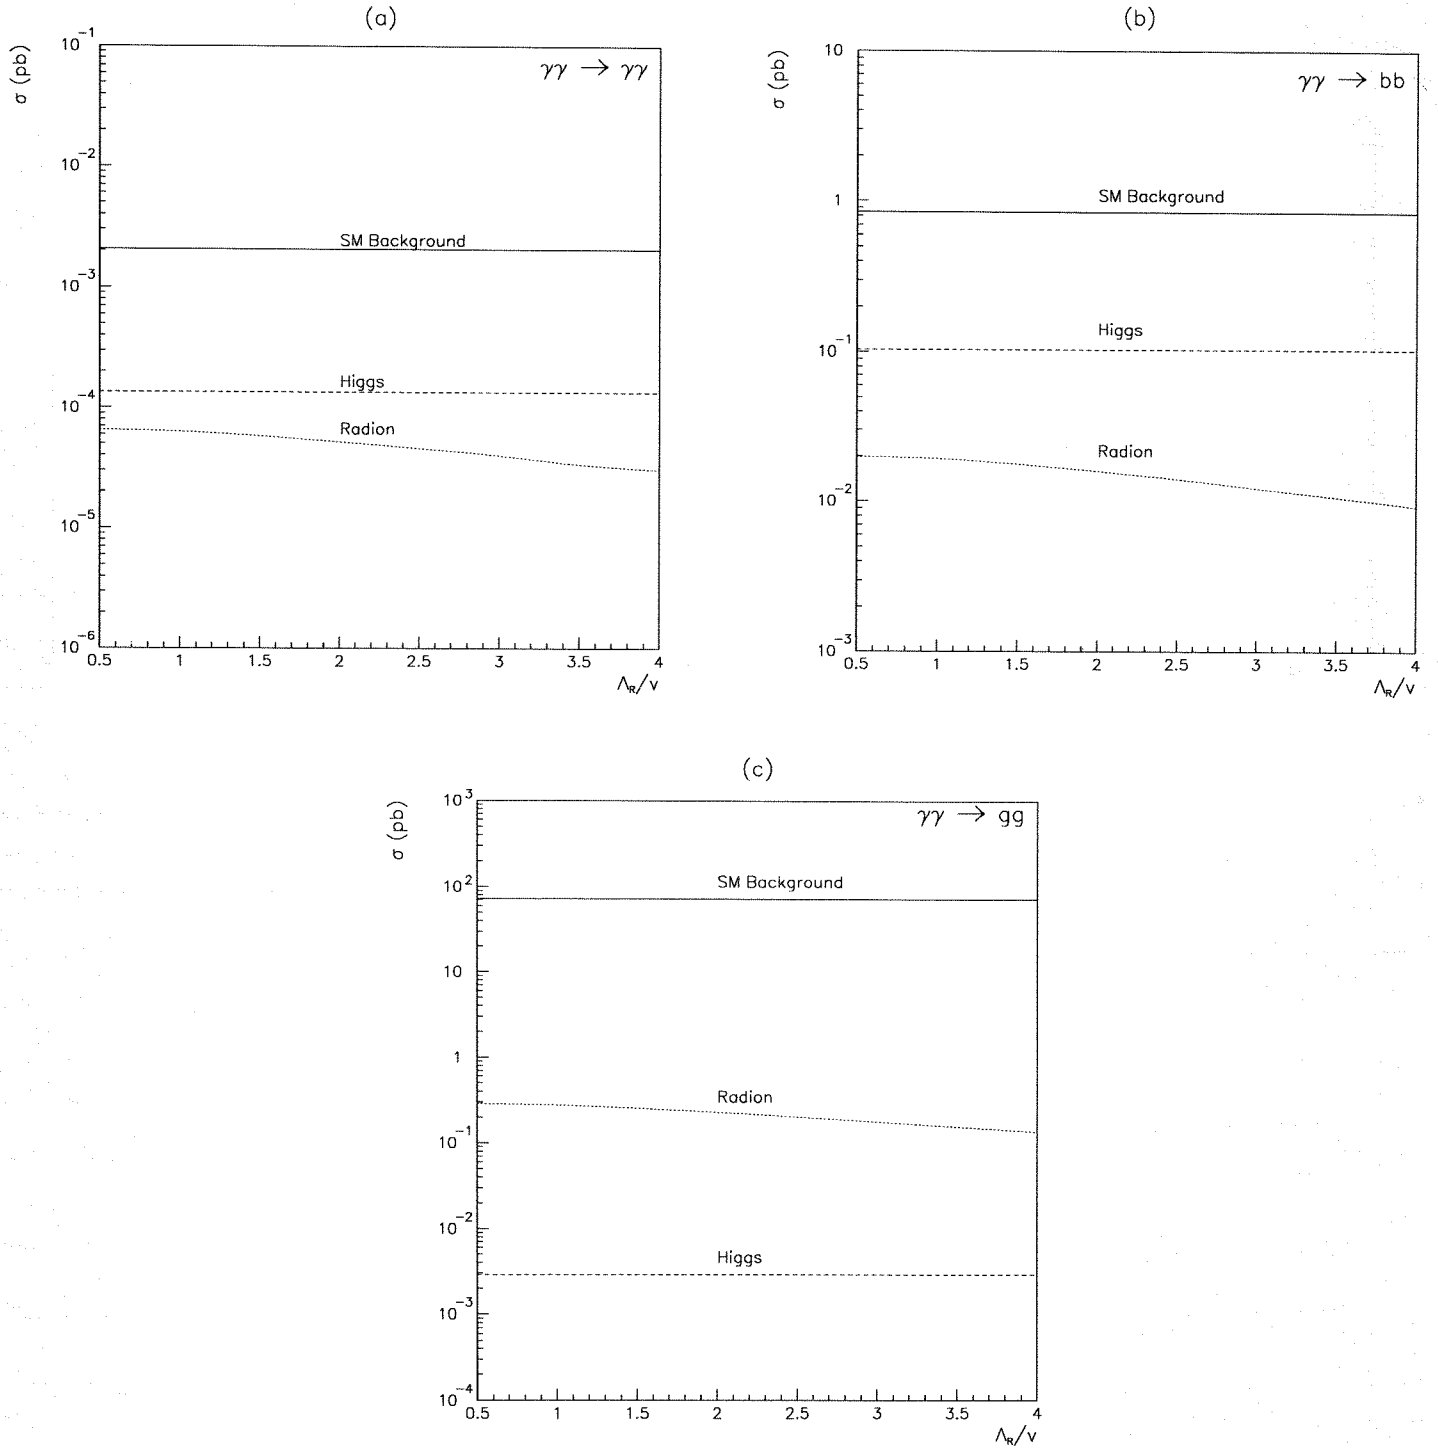 (a)
σ (pb)
γγ → γγ
10⁻¹
10⁻²
SM Background
10⁻³
Higgs
10⁻⁴
Radion
10⁻⁵
10⁻⁶
0.5 1 1.5 2 2.5 3 3.5 4
Λ_R/v
(b)
σ (pb)
γγ → bb
10
SM Background
1
Higgs
10⁻¹
Radion
10⁻²
10⁻³
0.5 1 1.5 2 2.5 3 3.5 4
Λ_R/v
(c)
σ (pb)
γγ → gg
10³
SM Background
10²
10
1
Radion
10⁻¹
10⁻²
Higgs
10⁻³
10⁻⁴
0.5 1 1.5 2 2.5 3 3.5 4
Λ_R/v